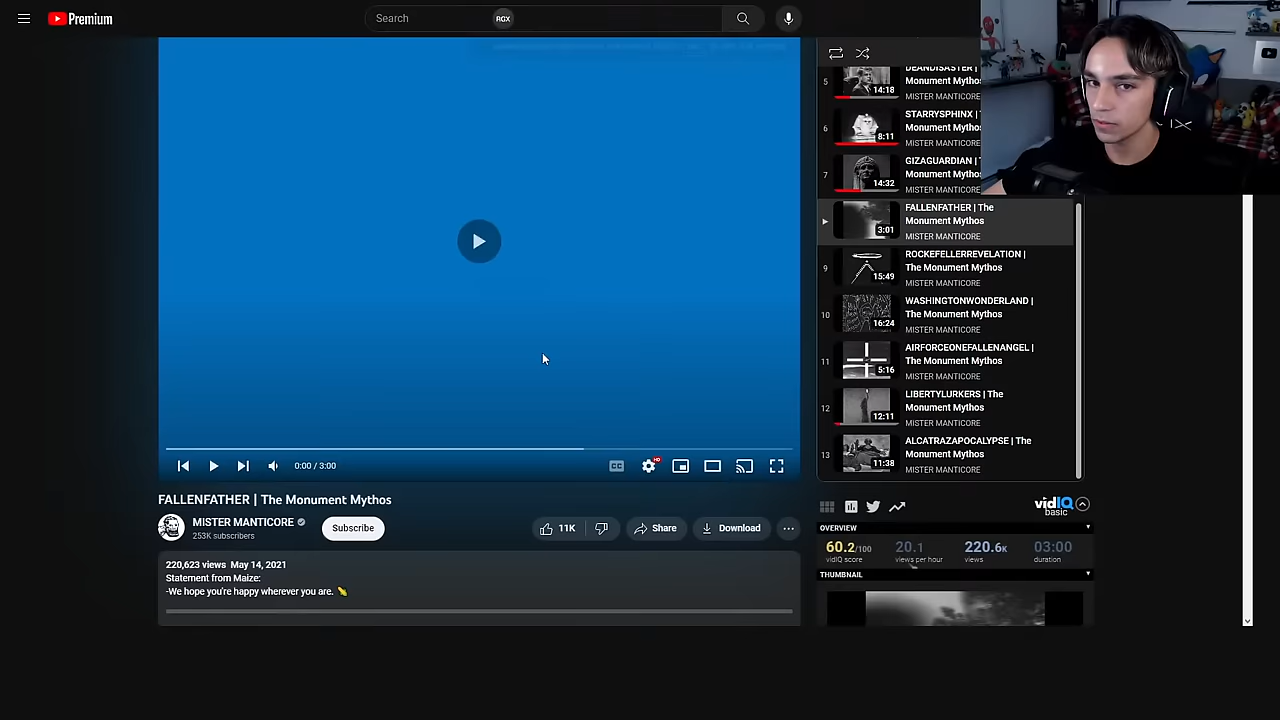 Premium
Search
RGX
5
DEANDISASTER |
Monument Mythos
14:18
MISTER MANTICORE
6
STARRYSPHINX |
Monument Mythos
8:11
MISTER MANTICORE
7
GIZAGUARDIAN |
Monument Mythos
14:32
MISTER MANTICORE
FALLENFATHER | The
Monument Mythos
3:01
MISTER MANTICORE
9
ROCKEFELLERREVELATION |
The Monument Mythos
15:49
MISTER MANTICORE
10
WASHINGTONWONDERLAND |
The Monument Mythos
16:24
MISTER MANTICORE
11
AIRFORCEONEFALLENANGEL |
The Monument Mythos
5:16
MISTER MANTICORE
12
LIBERTYLURKERS | The
Monument Mythos
12:11
MISTER MANTICORE
13
ALCATRAZAPOCALYPSE | The
Monument Mythos
11:38
MISTER MANTICORE
0:00 / 3:00
CC
HD
FALLENFATHER | The Monument Mythos
MISTER MANTICORE
253K subscribers
Subscribe
11K
Share
Download
220,623 views May 14, 2021
Statement from Maize:
-We hope you're happy wherever you are. 🌽
vidIQ
basic
OVERVIEW
60.2/100
vidIQ score
20.1
views per hour
220.6K
views
03:00
duration
THUMBNAIL